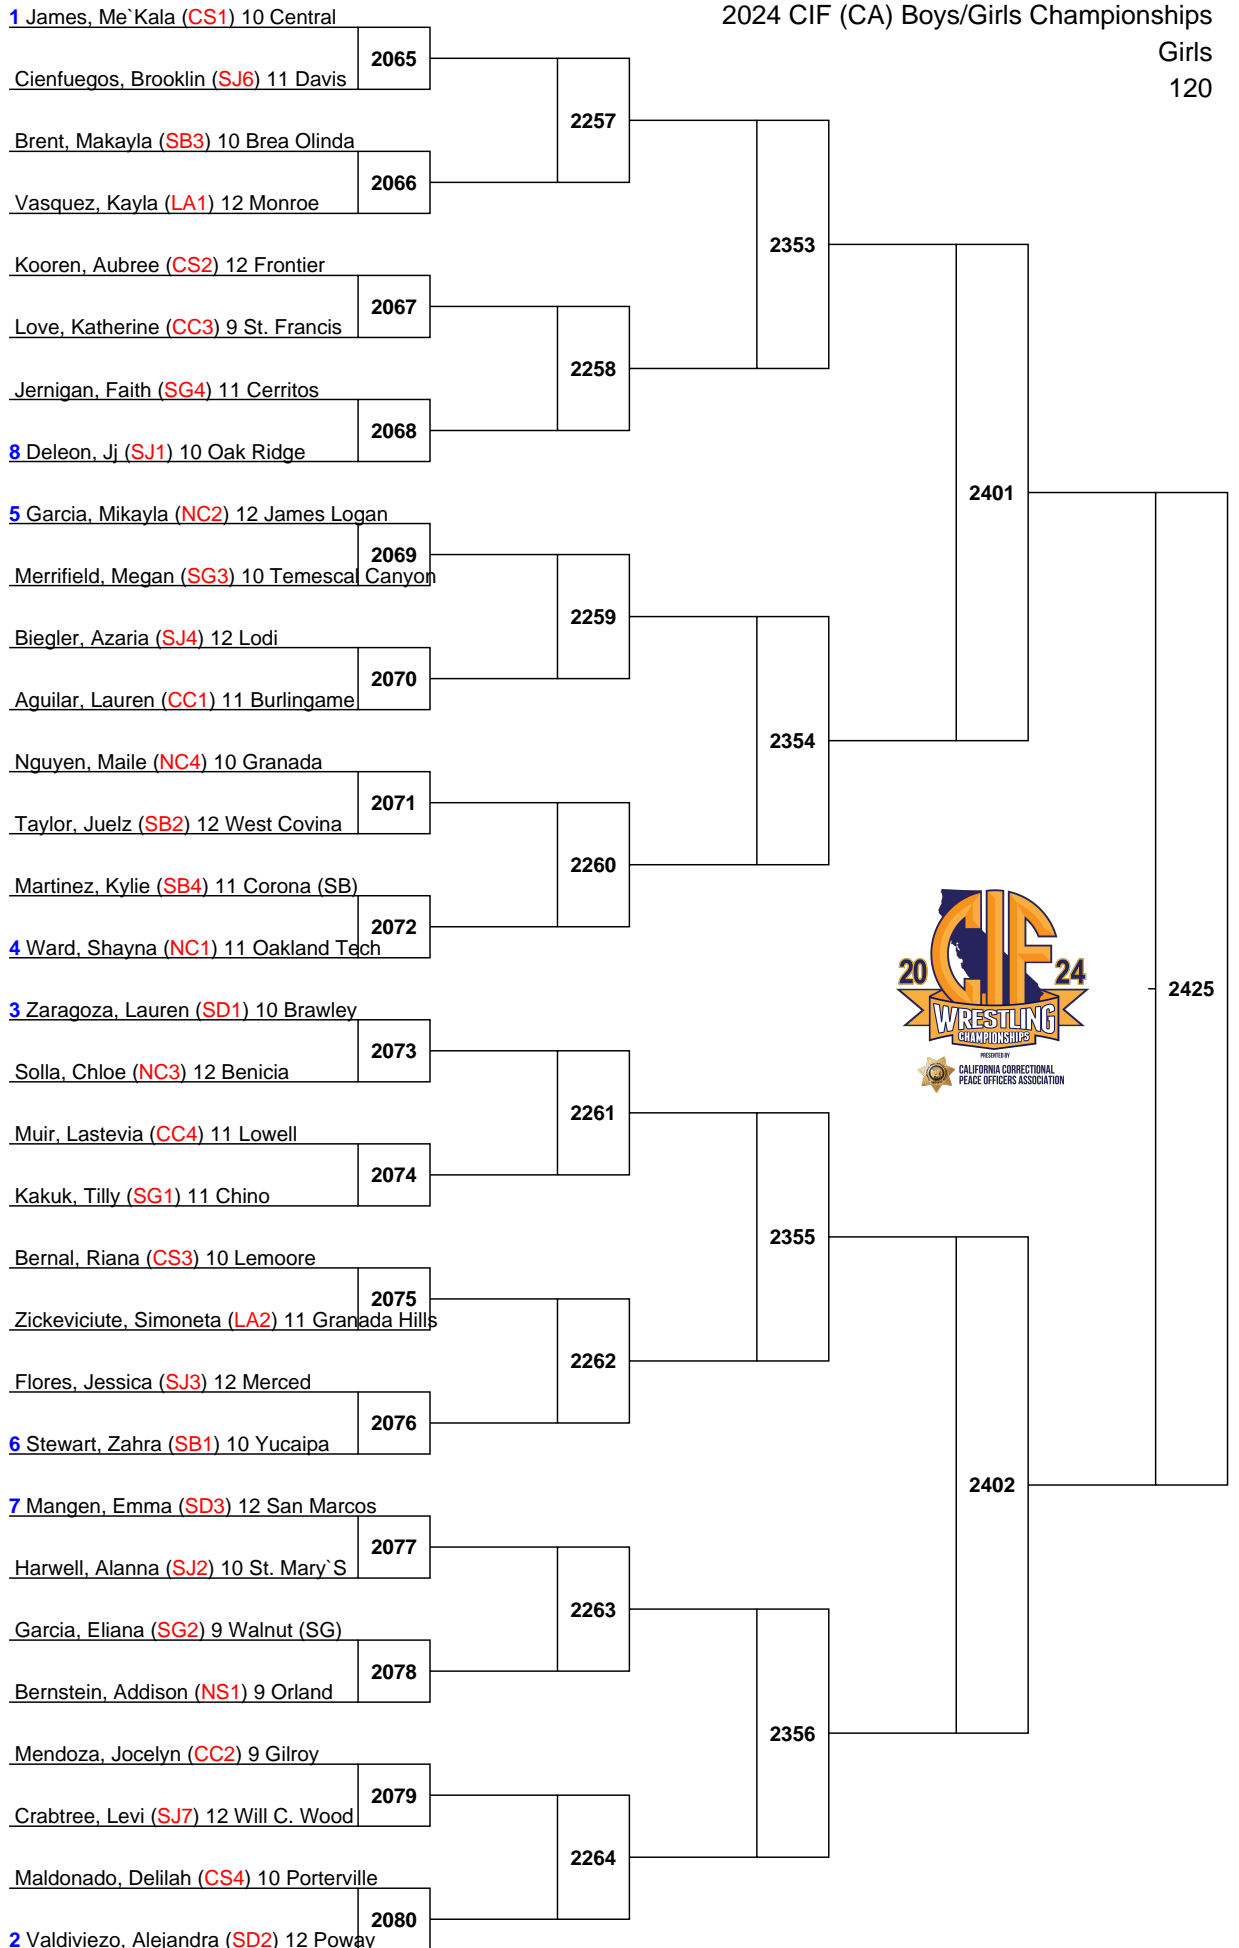 2024 CIF (CA) Boys/Girls Championships
Girls
120
1 James, Me`Kala (CS1) 10 Central
2065
Cienfuegos, Brooklin (SJ6) 11 Davis
2257
Brent, Makayla (SB3) 10 Brea Olinda
2066
Vasquez, Kayla (LA1) 12 Monroe
2353
Kooren, Aubree (CS2) 12 Frontier
2067
Love, Katherine (CC3) 9 St. Francis
2258
Jernigan, Faith (SG4) 11 Cerritos
2068
8 Deleon, Jj (SJ1) 10 Oak Ridge
2401
5 Garcia, Mikayla (NC2) 12 James Logan
2069
Merrifield, Megan (SG3) 10 Temescal Canyon
2259
Biegler, Azaria (SJ4) 12 Lodi
2070
Aguilar, Lauren (CC1) 11 Burlingame
2354
Nguyen, Maile (NC4) 10 Granada
2071
Taylor, Juelz (SB2) 12 West Covina
2260
Martinez, Kylie (SB4) 11 Corona (SB)
2072
4 Ward, Shayna (NC1) 11 Oakland Tech
CIF
20 24
WRESTLING
CHAMPIONSHIPS
PRESENTED BY
CALIFORNIA CORRECTIONAL
PEACE OFFICERS ASSOCIATION
2425
3 Zaragoza, Lauren (SD1) 10 Brawley
2073
Solla, Chloe (NC3) 12 Benicia
2261
Muir, Lastevia (CC4) 11 Lowell
2074
Kakuk, Tilly (SG1) 11 Chino
2355
Bernal, Riana (CS3) 10 Lemoore
2075
Zickeviciute, Simoneta (LA2) 11 Granada Hills
2262
Flores, Jessica (SJ3) 12 Merced
2076
6 Stewart, Zahra (SB1) 10 Yucaipa
2402
7 Mangen, Emma (SD3) 12 San Marcos
2077
Harwell, Alanna (SJ2) 10 St. Mary`S
2263
Garcia, Eliana (SG2) 9 Walnut (SG)
2078
Bernstein, Addison (NS1) 9 Orland
2356
Mendoza, Jocelyn (CC2) 9 Gilroy
2079
Crabtree, Levi (SJ7) 12 Will C. Wood
2264
Maldonado, Delilah (CS4) 10 Porterville
2080
2 Valdiviezo, Alejandra (SD2) 12 Poway